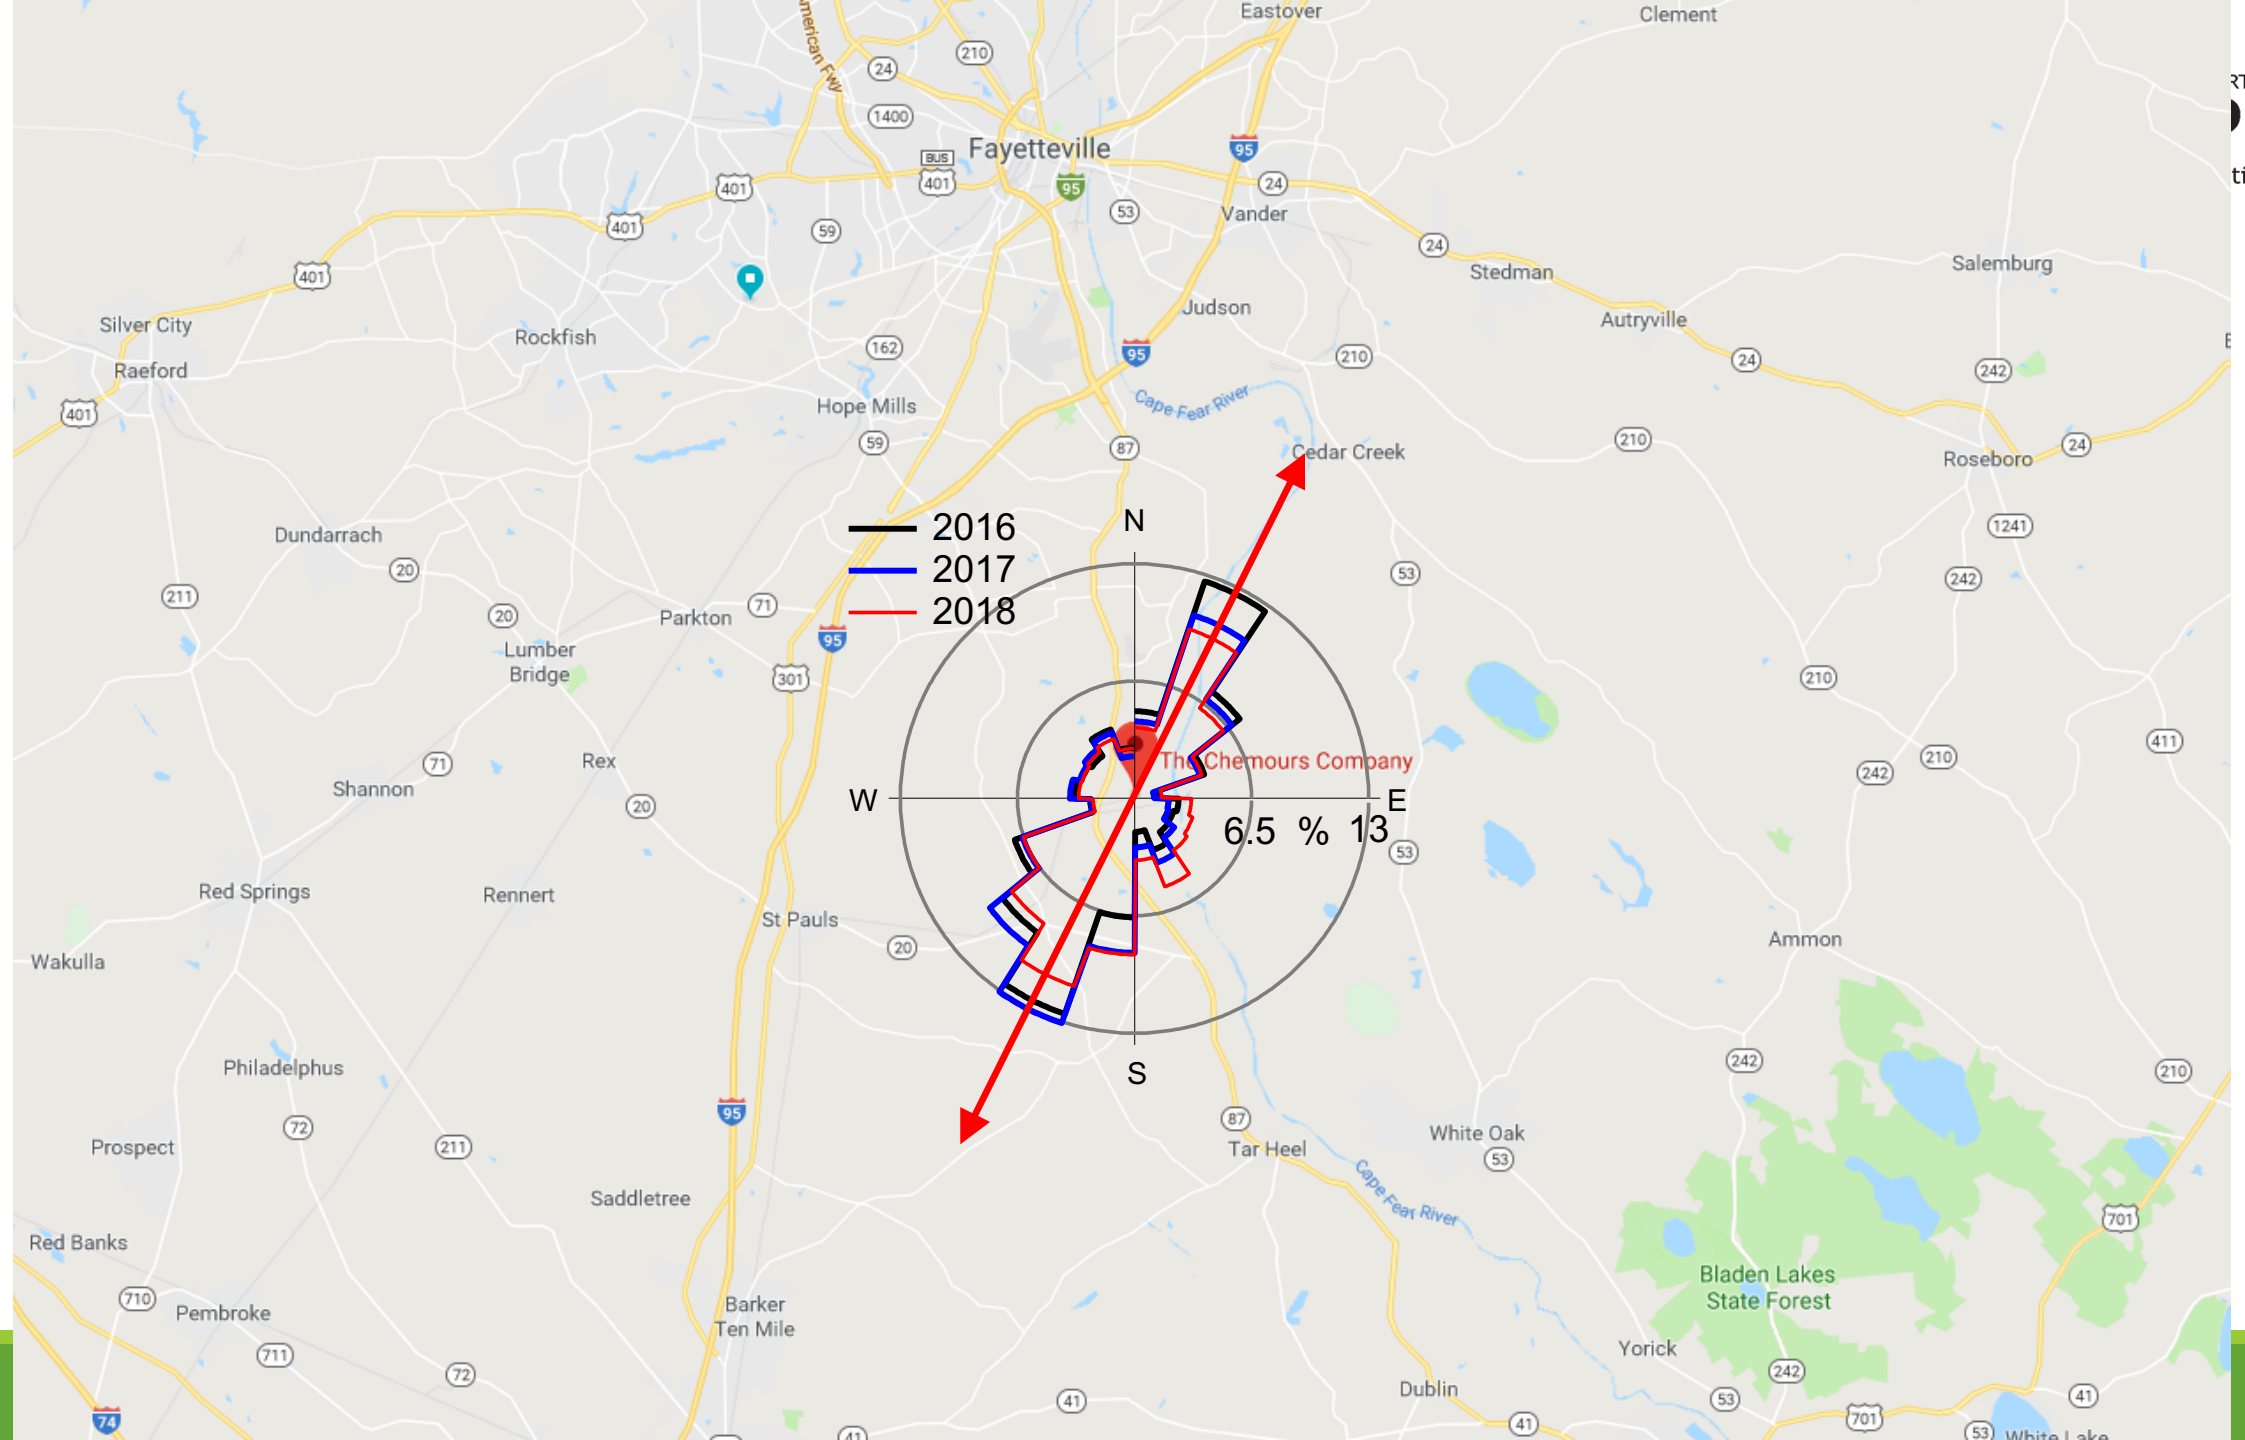 Eastover
Clement
American Fwy
210
24
1400
BUS
401
Fayetteville
95
95
401
24
53
Vander
401
59
24
401
Stedman
Salemburg
Judson
Autryville
Silver City
Rockfish
162
95
210
24
Raeford
242
401
Hope Mills
Cape Fear River
59
87
210
24
Cedar Creek
Roseboro
Dundarrach
2016
N
1241
20
2017
53
242
211
2018
71
20
Parkton
95
Lumber
Bridge
301
210
411
71
Rex
The Chemours Company
210
242
Shannon
20
W
E
6.5 % 13
53
Red Springs
Rennert
St Pauls
20
Ammon
Wakulla
Philadelphus
S
242
210
72
95
87
Prospect
211
Tar Heel
White Oak
53
Saddletree
Cape Fear River
701
Red Banks
Bladen Lakes
State Forest
710
Pembroke
Barker
Ten Mile
711
Yorick
72
242
Dublin
41
53
41
74
41
701
41
53
White Lake